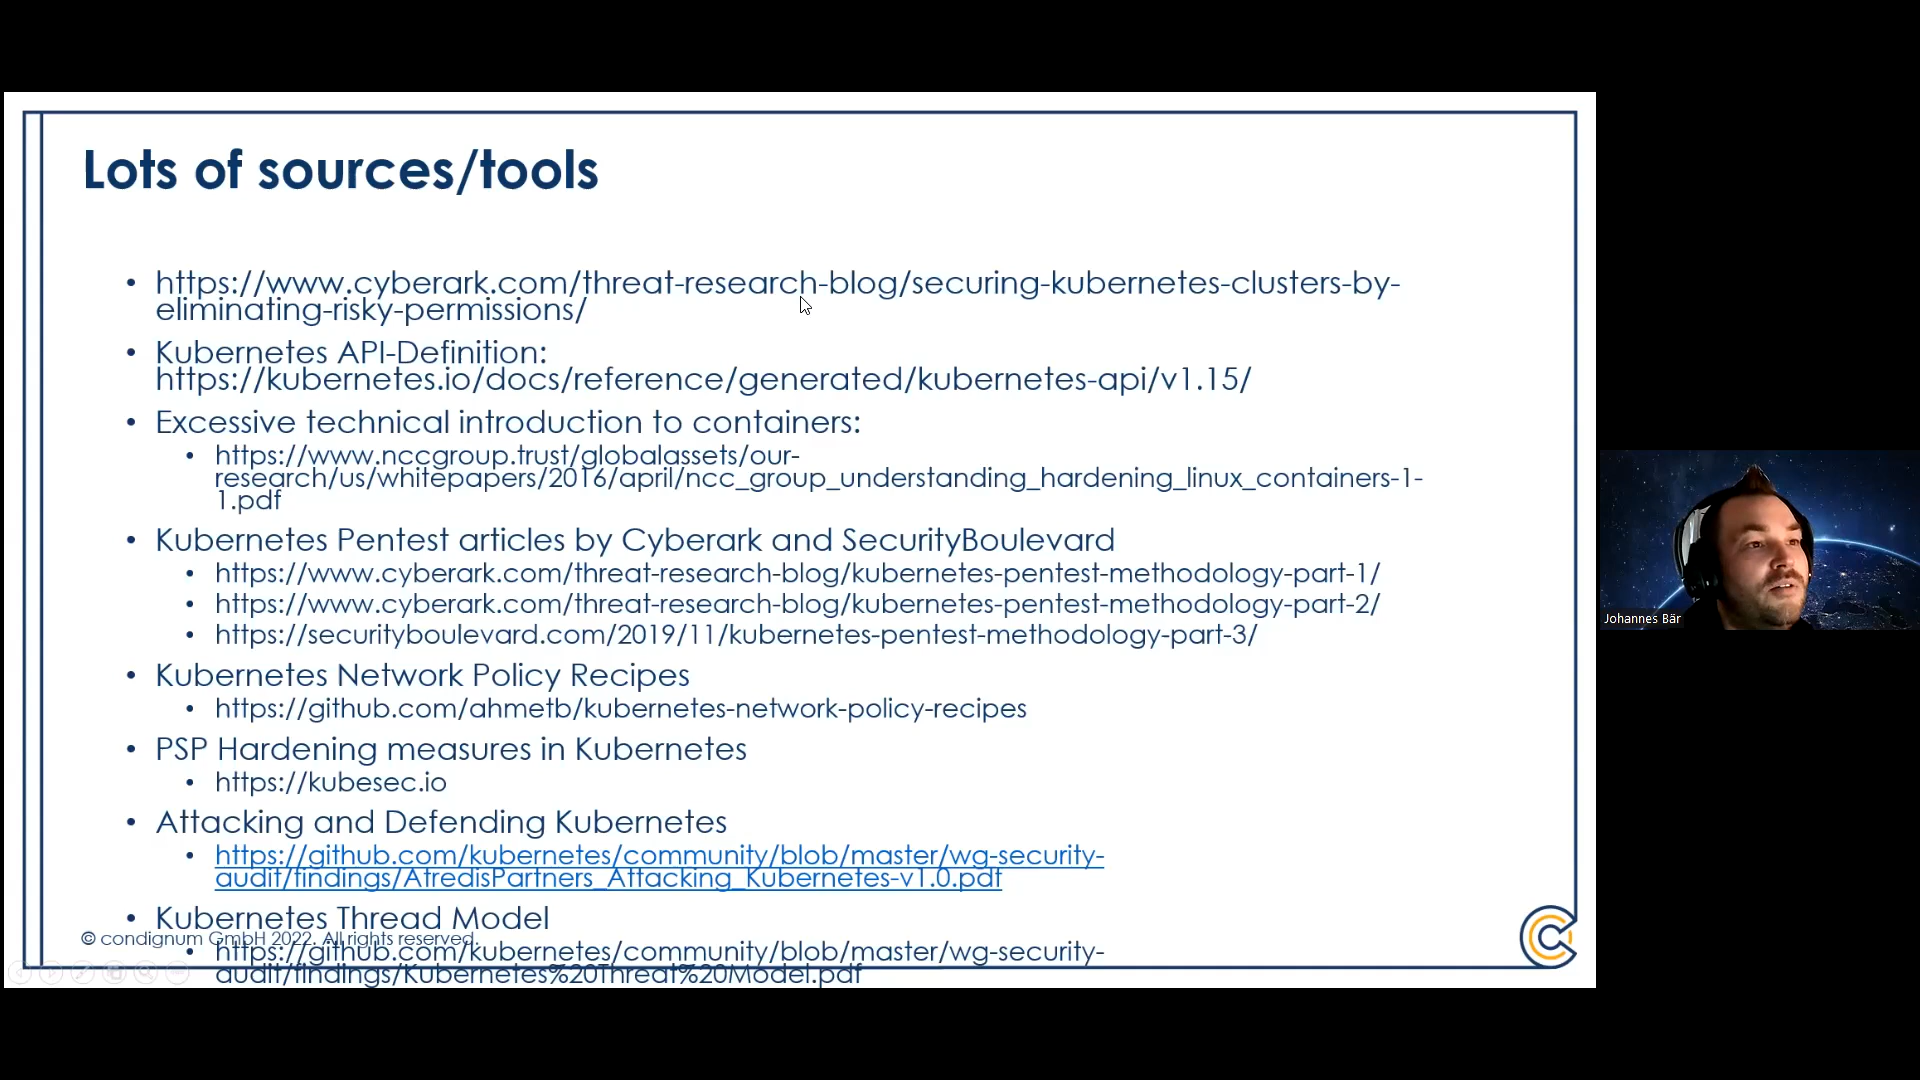 Lots of sources/tools
• https://www.cyberark.com/threat-research-blog/securing-kubernetes-clusters-by-
eliminating-risky-permissions/
• Kubernetes API-Definition:
https://kubernetes.io/docs/reference/generated/kubernetes-api/v1.15/
• Excessive technical introduction to containers:
• https://www.nccgroup.trust/globalassets/our-
research/us/whitepapers/2016/april/ncc_group_understanding_hardening_linux_containers-1-
1.pdf
• Kubernetes Pentest articles by Cyberark and SecurityBoulevard
• https://www.cyberark.com/threat-research-blog/kubernetes-pentest-methodology-part-1/
• https://www.cyberark.com/threat-research-blog/kubernetes-pentest-methodology-part-2/
• https://securityboulevard.com/2019/11/kubernetes-pentest-methodology-part-3/
• Kubernetes Network Policy Recipes
• https://github.com/ahmetb/kubernetes-network-policy-recipes
• PSP Hardening measures in Kubernetes
• https://kubesec.io
• Attacking and Defending Kubernetes
• https://github.com/kubernetes/community/blob/master/wg-security-
audit/findings/AtredisPartners_Attacking_Kubernetes-v1.0.pdf
• Kubernetes Thread Model
© condignum GmbH 2022. All rights reserved.
• https://github.com/kubernetes/community/blob/master/wg-security-
audit/findings/Kubernetes%20Threat%20Model.pdf
Johannes Bär